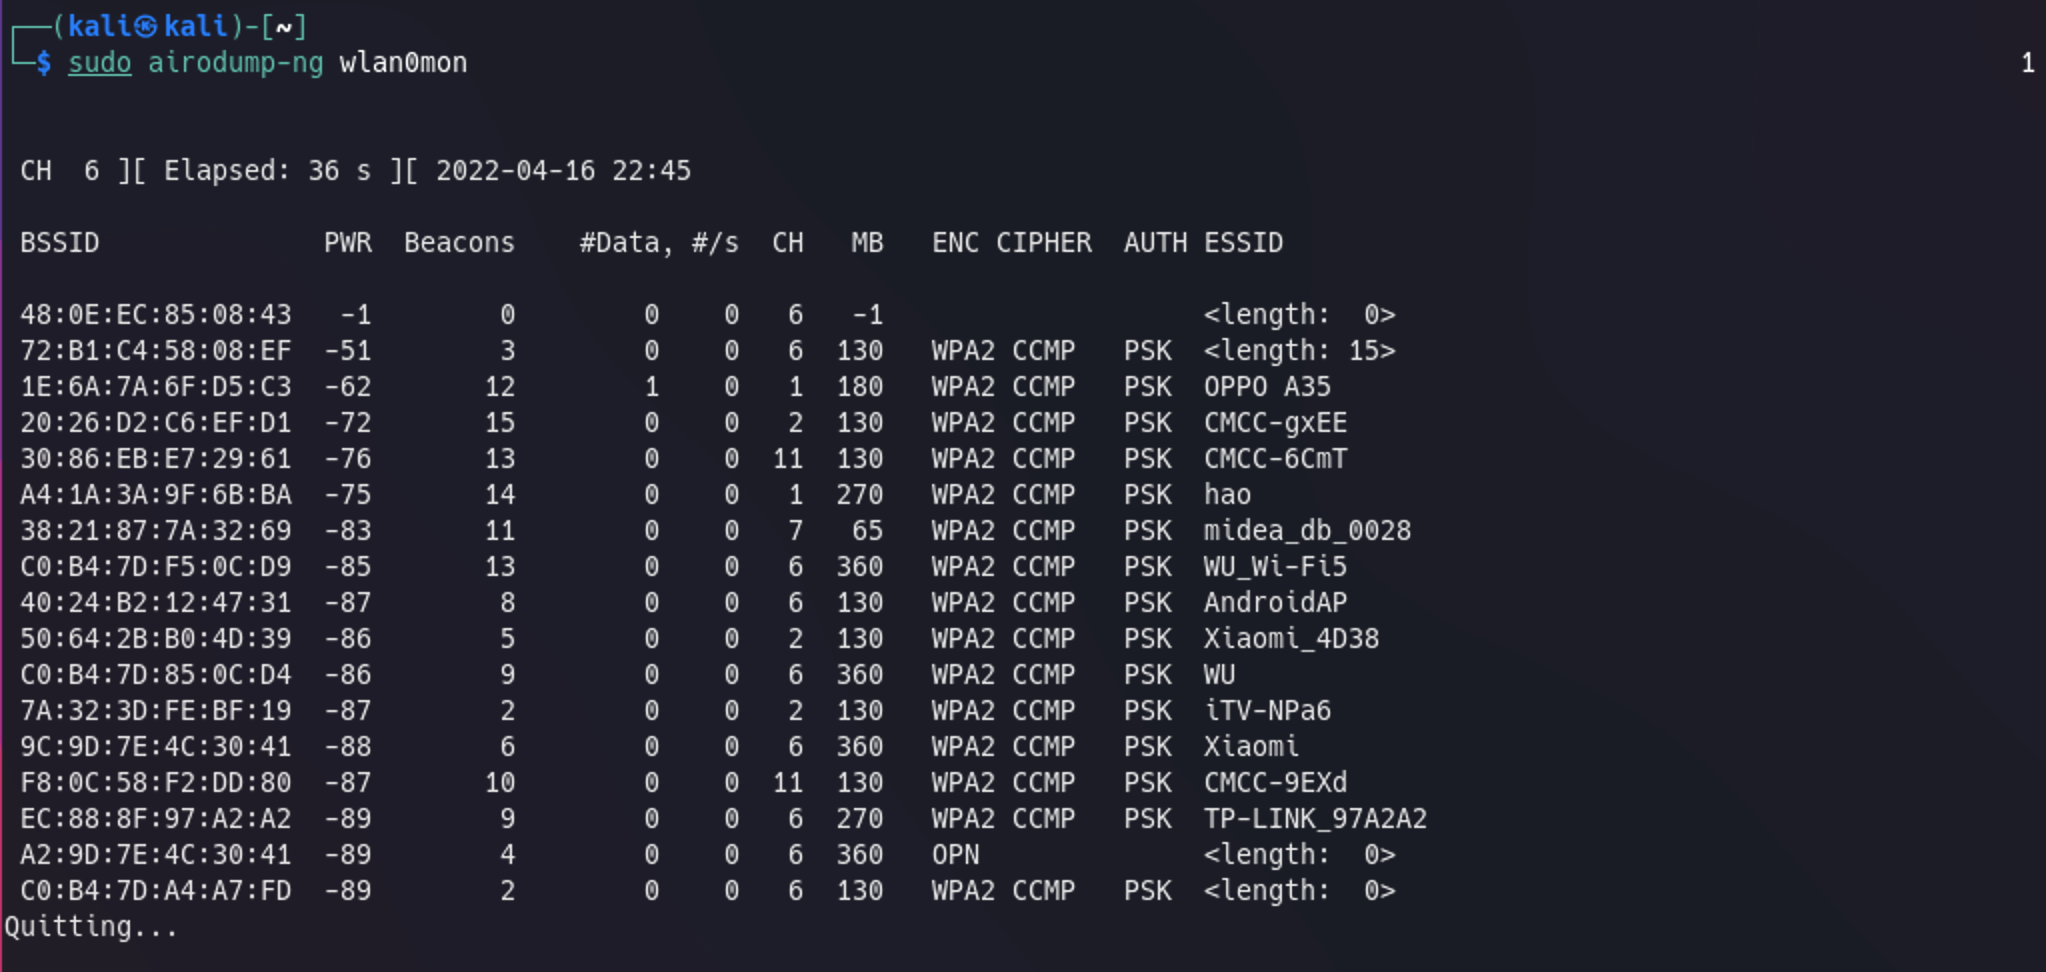 ┌──(kali㉿kali)-[~]
└─$ sudo airodump-ng wlan0mon 1
CH  6 ][ Elapsed: 36 s ][ 2022-04-16 22:45
BSSID              PWR  Beacons    #Data, #/s  CH   MB   ENC CIPHER  AUTH ESSID
48:0E:EC:85:08:43   -1        0        0    0   6   -1                    <length:  0>
72:B1:C4:58:08:EF  -51        3        0    0   6  130   WPA2 CCMP   PSK  <length: 15>
1E:6A:7A:6F:D5:C3  -62       12        1    0   1  180   WPA2 CCMP   PSK  OPPO A35
20:26:D2:C6:EF:D1  -72       15        0    0   2  130   WPA2 CCMP   PSK  CMCC-gxEE
30:86:EB:E7:29:61  -76       13        0    0  11  130   WPA2 CCMP   PSK  CMCC-6CmT
A4:1A:3A:9F:6B:BA  -75       14        0    0   1  270   WPA2 CCMP   PSK  hao
38:21:87:7A:32:69  -83       11        0    0   7   65   WPA2 CCMP   PSK  midea_db_0028
C0:B4:7D:F5:0C:D9  -85       13        0    0   6  360   WPA2 CCMP   PSK  WU_Wi-Fi5
40:24:B2:12:47:31  -87        8        0    0   6  130   WPA2 CCMP   PSK  AndroidAP
50:64:2B:B0:4D:39  -86        5        0    0   2  130   WPA2 CCMP   PSK  Xiaomi_4D38
C0:B4:7D:85:0C:D4  -86        9        0    0   6  360   WPA2 CCMP   PSK  WU
7A:32:3D:FE:BF:19  -87        2        0    0   2  130   WPA2 CCMP   PSK  iTV-NPa6
9C:9D:7E:4C:30:41  -88        6        0    0   6  360   WPA2 CCMP   PSK  Xiaomi
F8:0C:58:F2:DD:80  -87       10        0    0  11  130   WPA2 CCMP   PSK  CMCC-9EXd
EC:88:8F:97:A2:A2  -89        9        0    0   6  270   WPA2 CCMP   PSK  TP-LINK_97A2A2
A2:9D:7E:4C:30:41  -89        4        0    0   6  360   OPN              <length:  0>
C0:B4:7D:A4:A7:FD  -89        2        0    0   6  130   WPA2 CCMP   PSK  <length:  0>
Quitting...